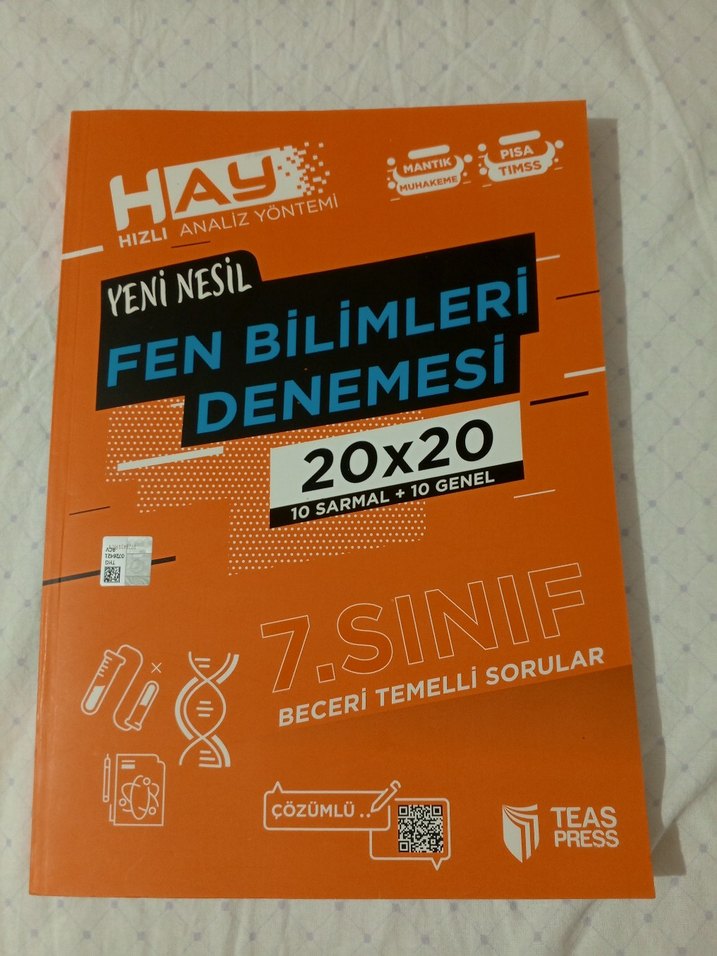 HAY
HIZLI ANALİZ YÖNTEMİ
MANTIK
MUHAKEME
PISA
TIMSS
YENİ NESİL
FEN BİLİMLERİ
DENEMESİ
20x20
10 SARMAL + 10 GENEL
7.SINIF
BECERİ TEMELLİ SORULAR
ÇÖZÜMLÜ..
TEAS
PRESS